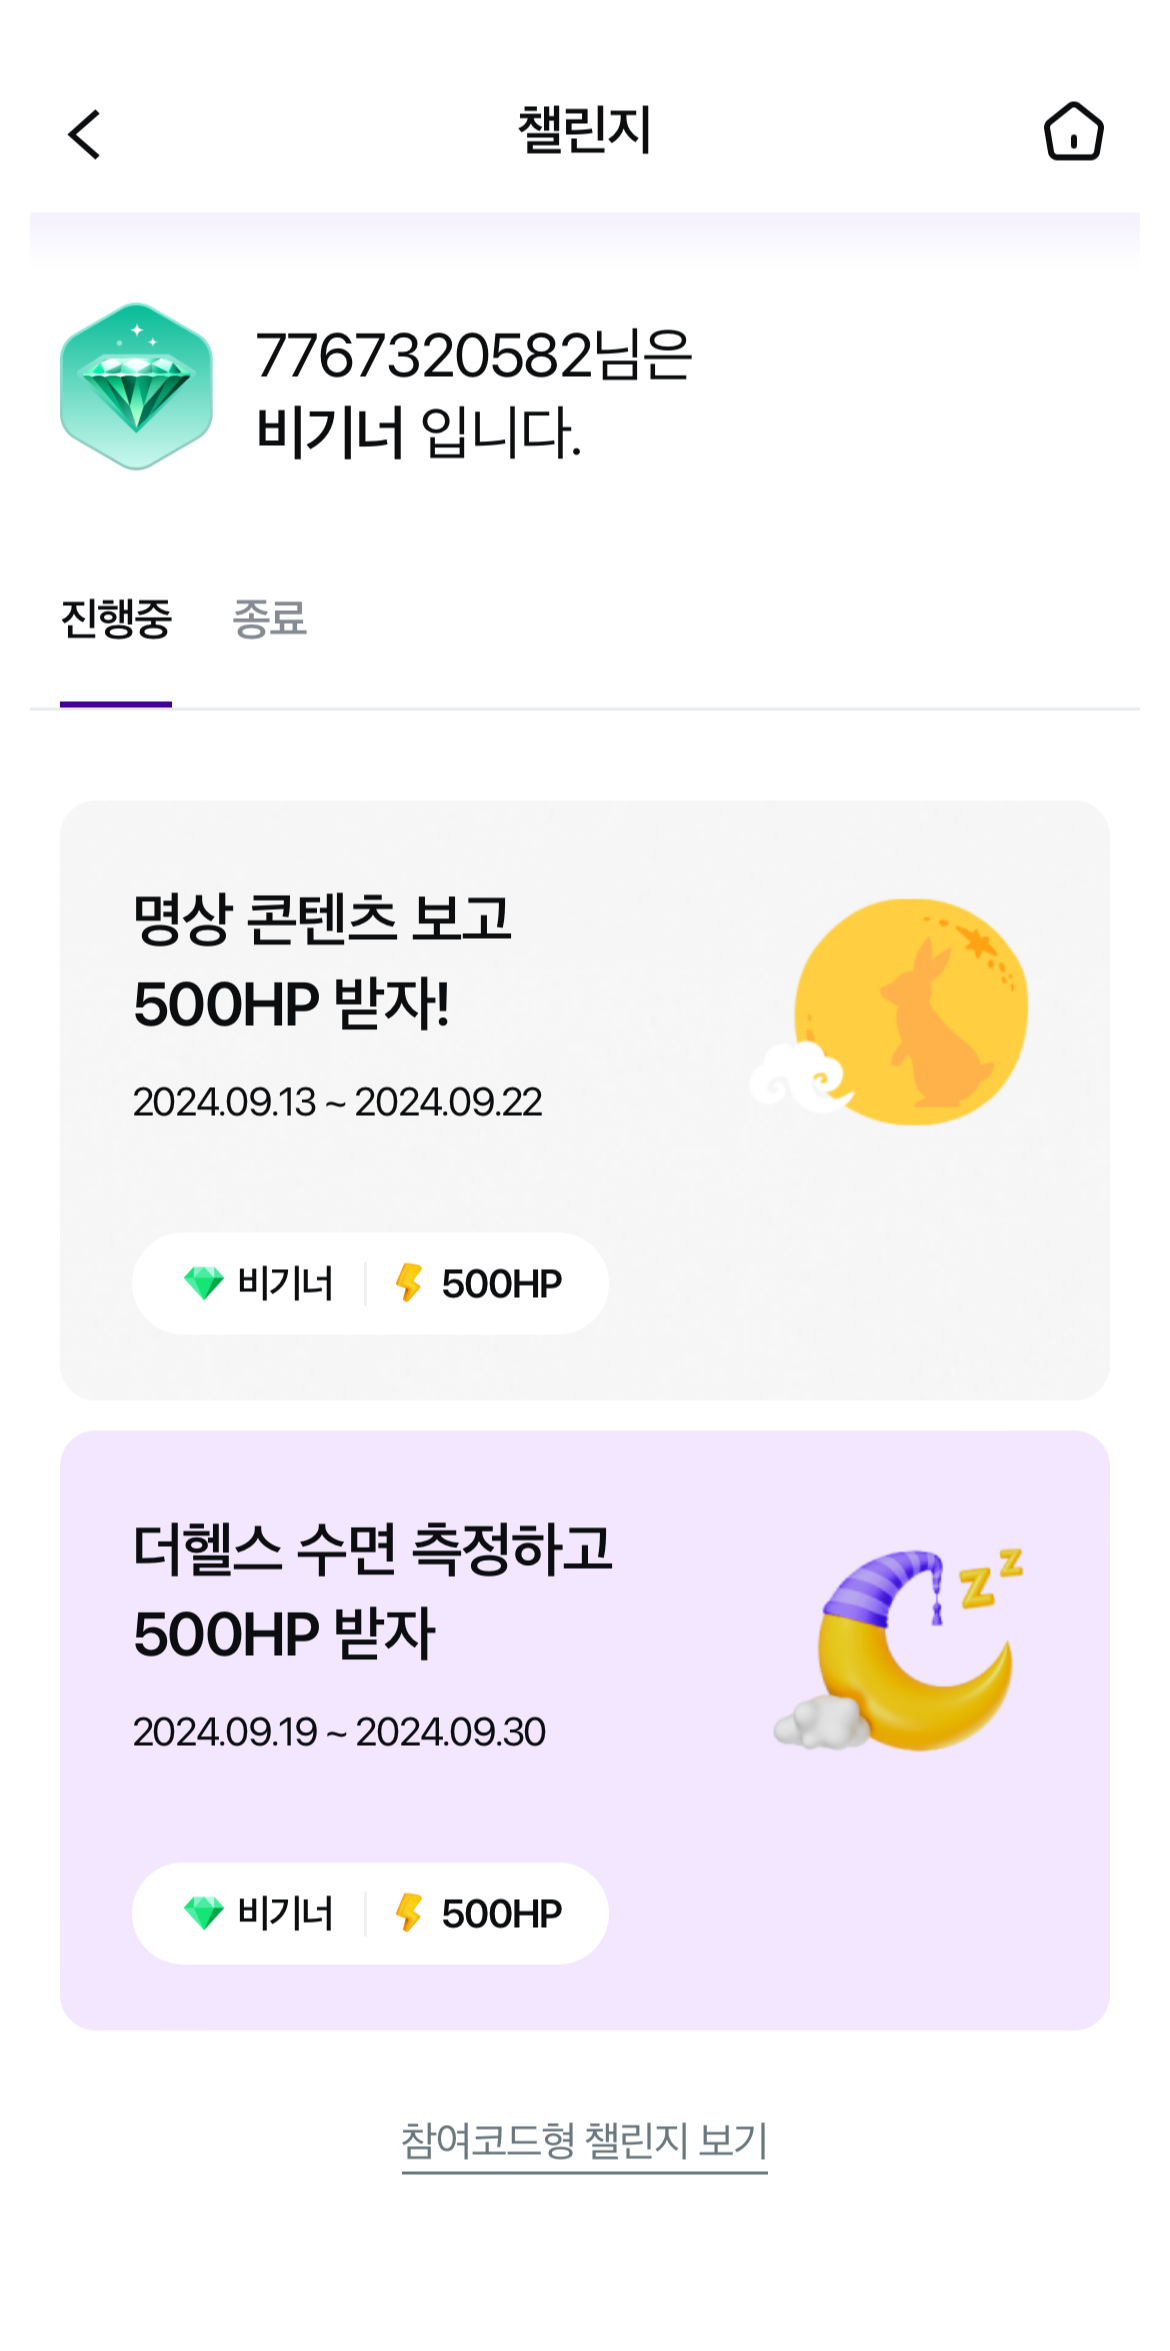 챌린지
7767320582님은
비기너 입니다.
진행중 종료
명상 콘텐츠 보고
500HP 받자!
2024.09.13 ~ 2024.09.22
비기너 500HP
더헬스 수면 측정하고
500HP 받자
2024.09.19 ~ 2024.09.30
z z
비기너 500HP
참여코드형 챌린지 보기